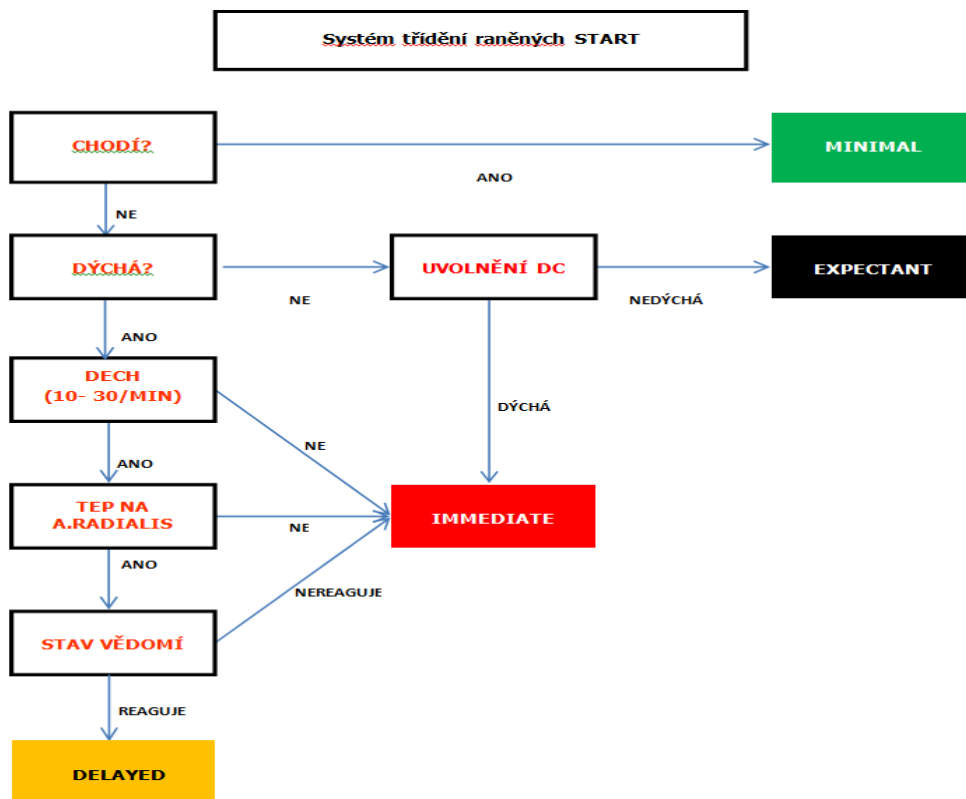 Systém třídění raněných START
CHODÍ?
MINIMAL
ANO
NE
DÝCHÁ?
UVOLNĚNÍ DC
EXPECTANT
NE
NEDÝCHÁ
ANO
DECH
(10- 30/MIN)
DÝCHÁ
NE
ANO
TEP NA
A.RADIALIS
NE
IMMEDIATE
ANO
NEREAGUJE
STAV VĚDOMÍ
REAGUJE
DELAYED